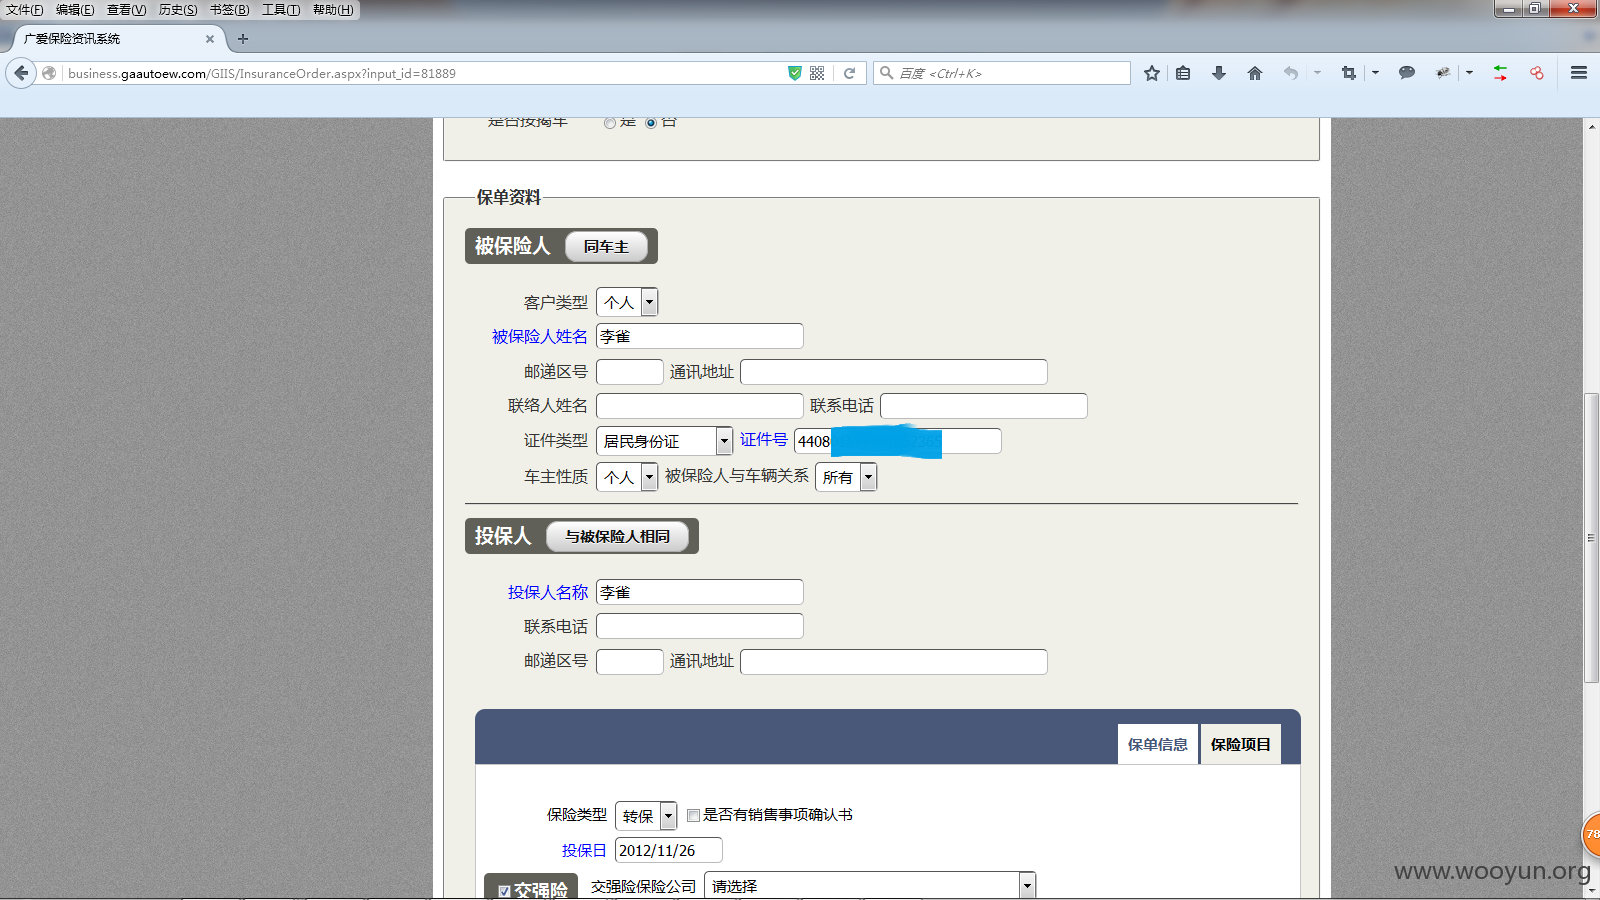 文件(F) 编辑(E) 查看(V) 历史(S) 书签(B) 工具(T) 帮助(H)
广爱保险资讯系统
business.gaautoew.com/GIIS/InsuranceOrder.aspx?input_id=81889
百度 <Ctrl+K>
是否按揭车 是 否
保单资料
被保险人 同车主
客户类型 个人
被保险人姓名 李雀
邮递区号 通讯地址
联络人姓名 联系电话
证件类型 居民身份证 证件号 4408
车主性质 个人 被保险人与车辆关系 所有
投保人 与被保险人相同
投保人名称 李雀
联系电话
邮递区号 通讯地址
保单信息 保险项目
保险类型 转保 是否有销售事项确认书
投保日 2012/11/26
交强险 交强险保险公司 请选择
78
www.wooyun.org